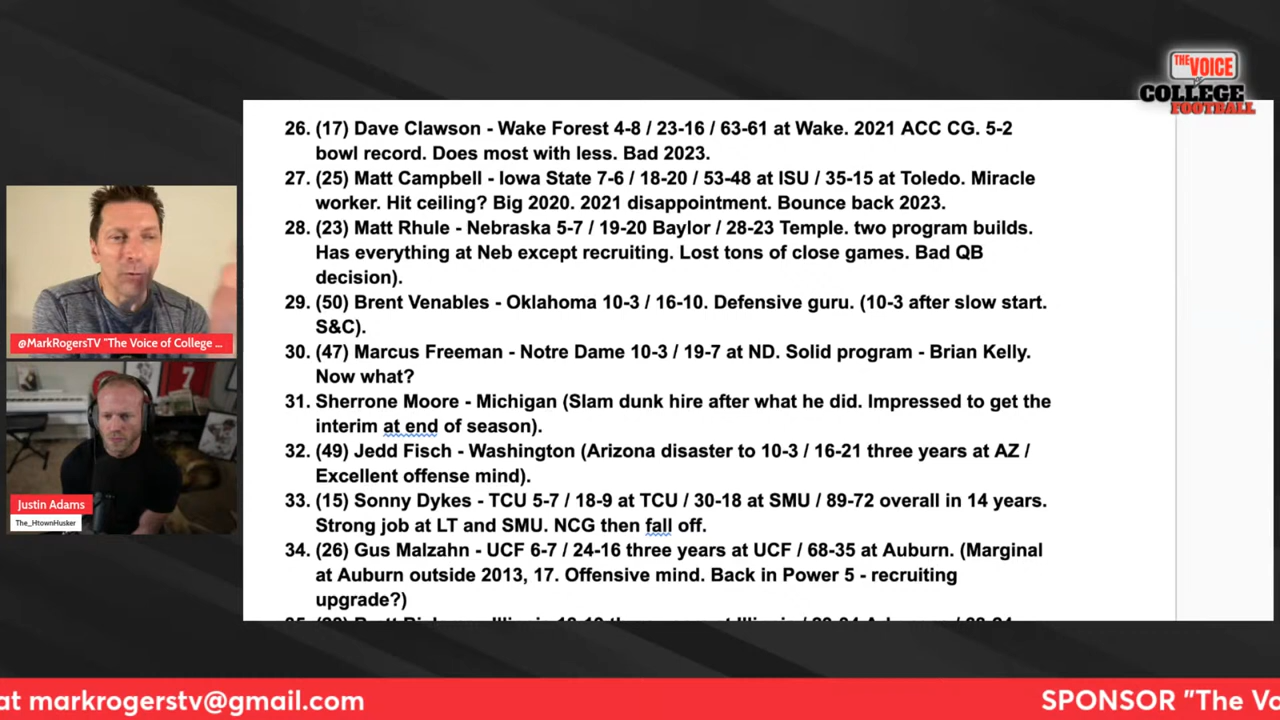 THE VOICE
OF
COLLEGE
FOOTBALL
26. (17) Dave Clawson - Wake Forest 4-8 / 23-16 / 63-61 at Wake. 2021 ACC CG. 5-2
bowl record. Does most with less. Bad 2023.
27. (25) Matt Campbell - Iowa State 7-6 / 18-20 / 53-48 at ISU / 35-15 at Toledo. Miracle
worker. Hit ceiling? Big 2020. 2021 disappointment. Bounce back 2023.
28. (23) Matt Rhule - Nebraska 5-7 / 19-20 Baylor / 28-23 Temple. two program builds.
Has everything at Neb except recruiting. Lost tons of close games. Bad QB
decision).
29. (50) Brent Venables - Oklahoma 10-3 / 16-10. Defensive guru. (10-3 after slow start.
S&C).
30. (47) Marcus Freeman - Notre Dame 10-3 / 19-7 at ND. Solid program - Brian Kelly.
Now what?
31. Sherrone Moore - Michigan (Slam dunk hire after what he did. Impressed to get the
interim at end of season).
32. (49) Jedd Fisch - Washington (Arizona disaster to 10-3 / 16-21 three years at AZ /
Excellent offense mind).
33. (15) Sonny Dykes - TCU 5-7 / 18-9 at TCU / 30-18 at SMU / 89-72 overall in 14 years.
Strong job at LT and SMU. NCG then fall off.
34. (26) Gus Malzahn - UCF 6-7 / 24-16 three years at UCF / 68-35 at Auburn. (Marginal
at Auburn outside 2013, 17. Offensive mind. Back in Power 5 - recruiting
upgrade?)
@MarkRogersTV "The Voice of College ...
7
Justin Adams
The_HtownHusker
at markrogerstv@gmail.com
SPONSOR "The Vo